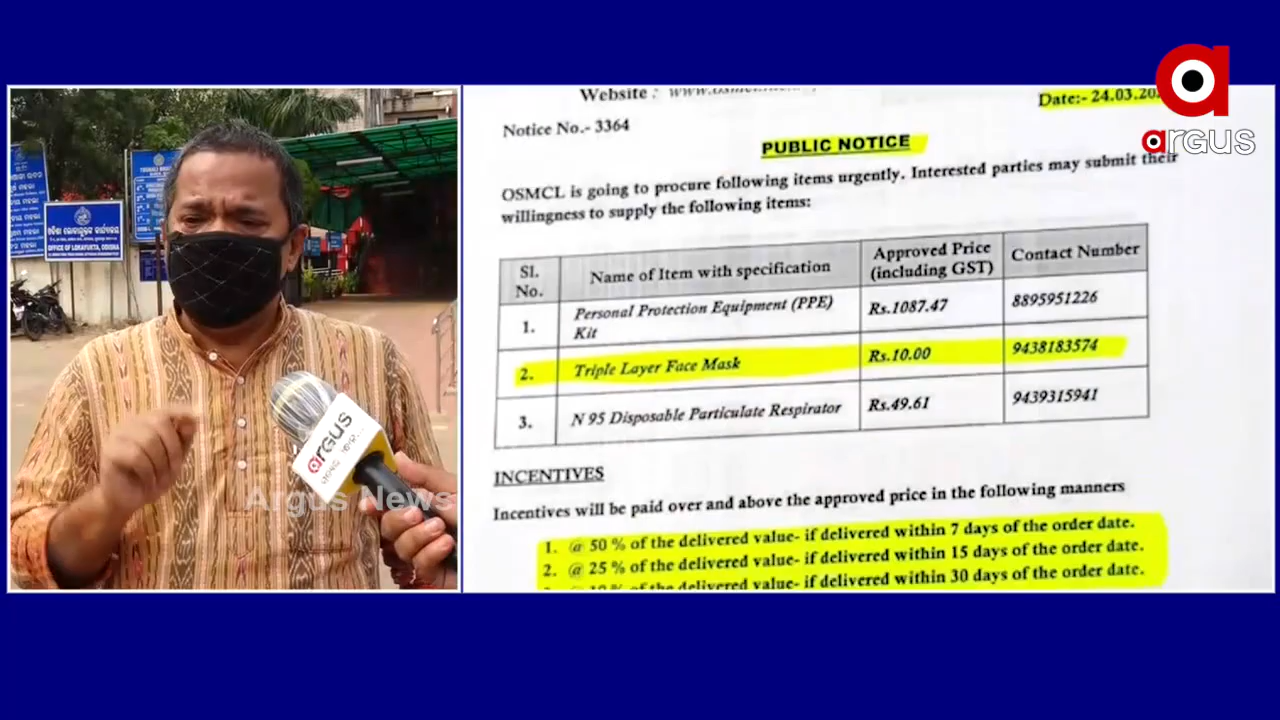 ଓଡ଼ିଶା ଲୋକାୟୁକ୍ତଙ୍କ କାର୍ଯ୍ୟାଳୟ
OFFICE OF LOKAYUKTA, ODISHA
argus
Argus News
argus
Website :
Date:- 24.03.20
Notice No.- 3364
PUBLIC NOTICE
OSMCL is going to procure following items urgently. Interested parties may submit their
willingness to supply the following items:
Sl. No. Name of Item with specification Approved Price (including GST) Contact Number
1. Personal Protection Equipment (PPE) Kit Rs.1087.47 8895951226
2. Triple Layer Face Mask Rs.10.00 9438183574
3. N 95 Disposable Particulate Respirator Rs.49.61 9439315941
INCENTIVES
Incentives will be paid over and above the approved price in the following manners
1. @ 50 % of the delivered value- if delivered within 7 days of the order date.
2. @ 25 % of the delivered value- if delivered within 15 days of the order date.
of the delivered value- if delivered within 30 days of the order date.